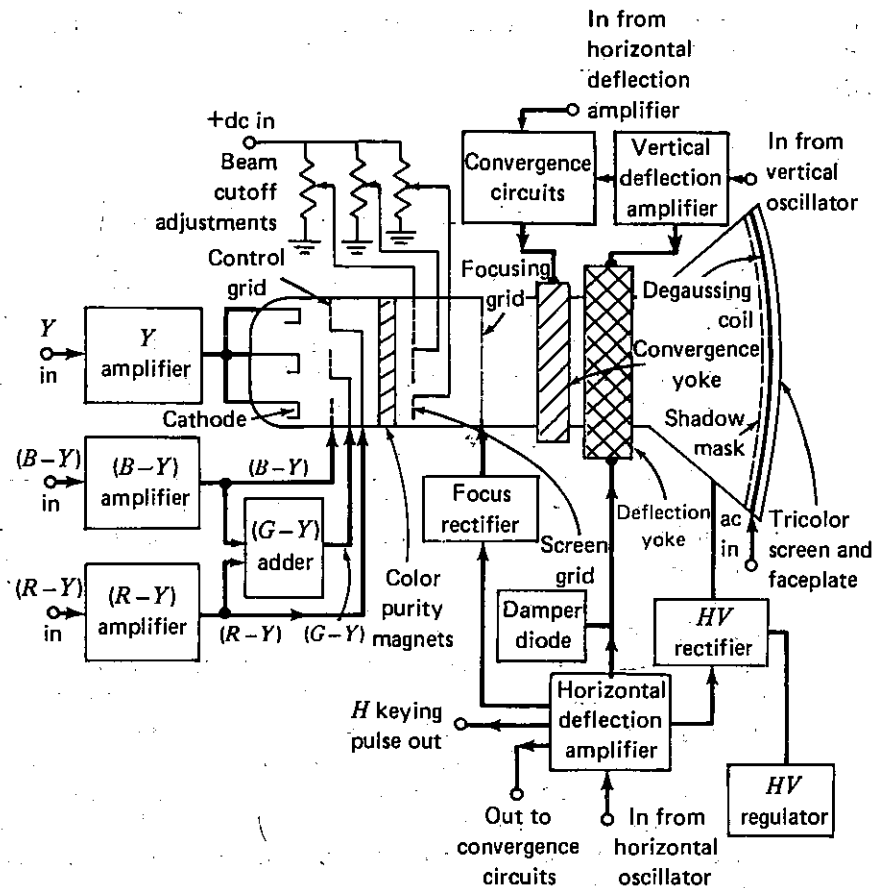 In from
horizontal
deflection
amplifier
+dc in
Beam
cutoff
adjustments
Convergence
circuits
Vertical
deflection
amplifier
In from
vertical
oscillator
Control
grid
Focusing
grid
Degaussing
coil
Convergence
yoke
Y
in
Y
amplifier
Cathode
Shadow
mask
(B-Y)
in
(B-Y)
amplifier
(B-Y)
(G-Y)
adder
Focus
rectifier
Screen
grid
Deflection
yoke
ac
in
Tricolor
screen and
faceplate
(R-Y)
in
(R-Y)
amplifier
(R-Y)
(G-Y)
Color
purity
magnets
Damper
diode
HV
rectifier
H keying
pulse out
Horizontal
deflection
amplifier
HV
regulator
Out to
convergence
circuits
In from
horizontal
oscillator